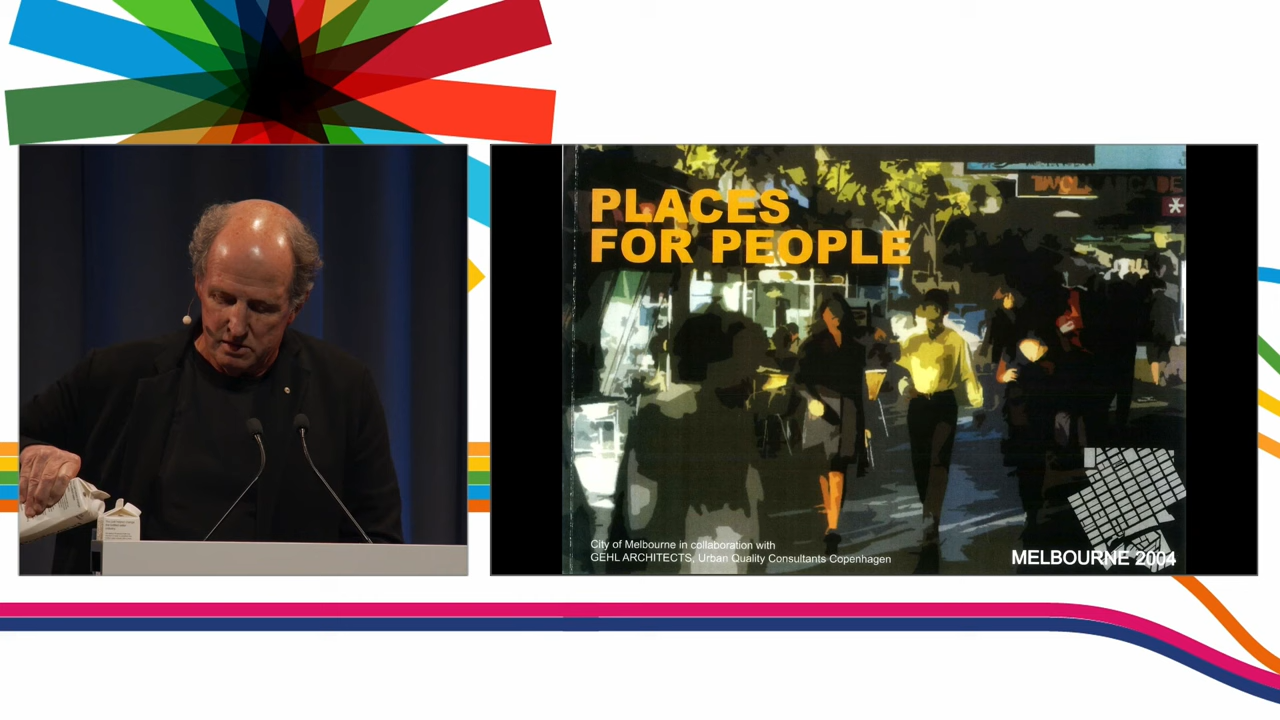 PLACES
FOR PEOPLE
City of Melbourne in collaboration with
GEHL ARCHITECTS, Urban Quality Consultants Copenhagen
MELBOURNE 2004